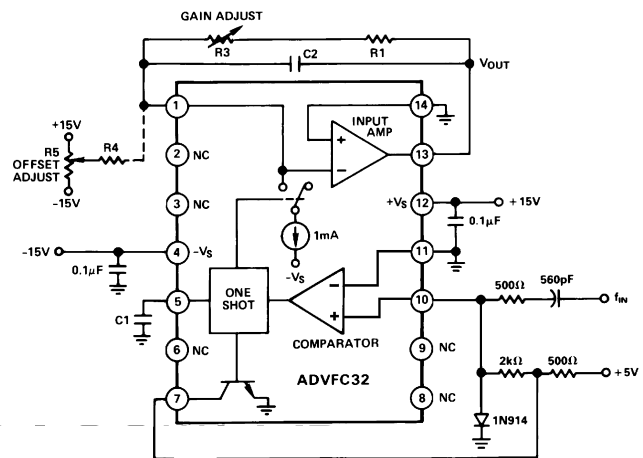 GAIN ADJUST
R3
R1
C2
VOUT
1
14
INPUT
AMP
+15V
R5
OFFSET
ADJUST
R4
-15V
2
NC
13
3
NC
1mA
-VS
+VS
12
+15V
0.1µF
-15V
4
-VS
0.1µF
11
5
C1
ONE
SHOT
COMPARATOR
10
500Ω
560pF
fIN
6
NC
9
NC
2kΩ
500Ω
+5V
ADVFC32
7
8
NC
1N914